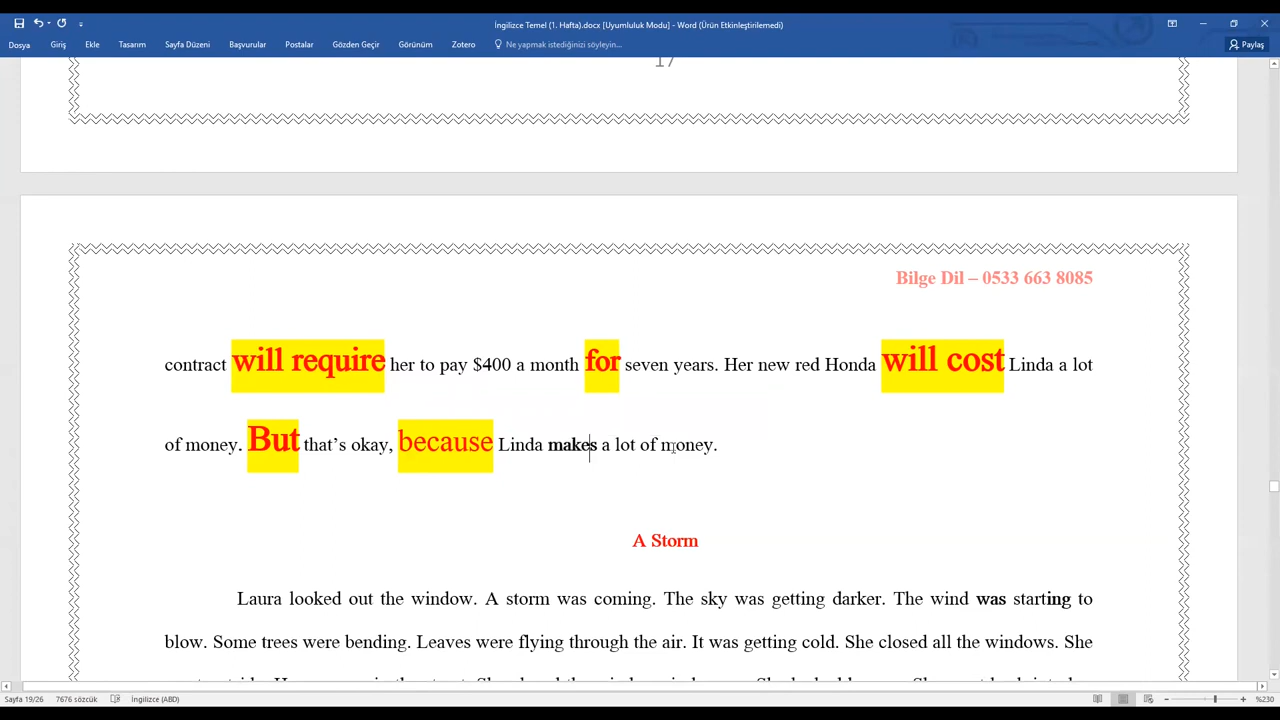 İngilizce Temel (1. Hafta).docx [Uyumluluk Modu] - Word (Ürün Etkinleştirilemedi)
Dosya Giriş Ekle Tasarım Sayfa Düzeni Başvurular Postalar Gözden Geçir Görünüm Zotero Ne yapmak istediğinizi söyleyin... Paylaş
17
Bilge Dil – 0533 663 8085
contract will require her to pay $400 a month for seven years. Her new red Honda will cost Linda a lot
of money. But that’s okay, because Linda makes a lot of money.
A Storm
Laura looked out the window. A storm was coming. The sky was getting darker. The wind was starting to
blow. Some trees were bending. Leaves were flying through the air. It was getting cold. She closed all the windows. She
Sayfa 19/26 7676 sözcük İngilizce (ABD) %230